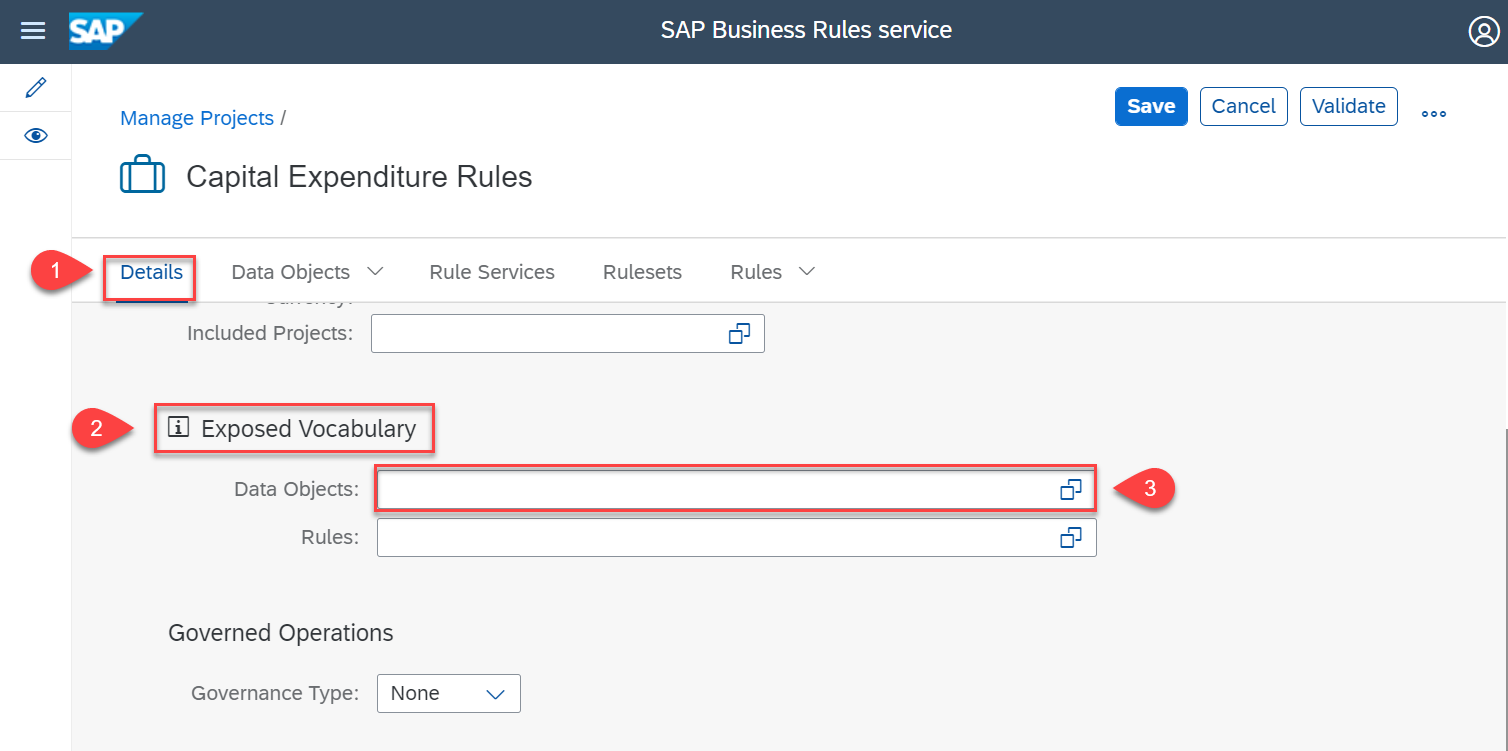 SAP
SAP Business Rules service
Manage Projects /
Save
Cancel
Validate
Capital Expenditure Rules
1
Details
Data Objects
Rule Services
Rulesets
Rules
Currency:
Included Projects:
2
Exposed Vocabulary
Data Objects:
3
Rules:
Governed Operations
Governance Type:
None